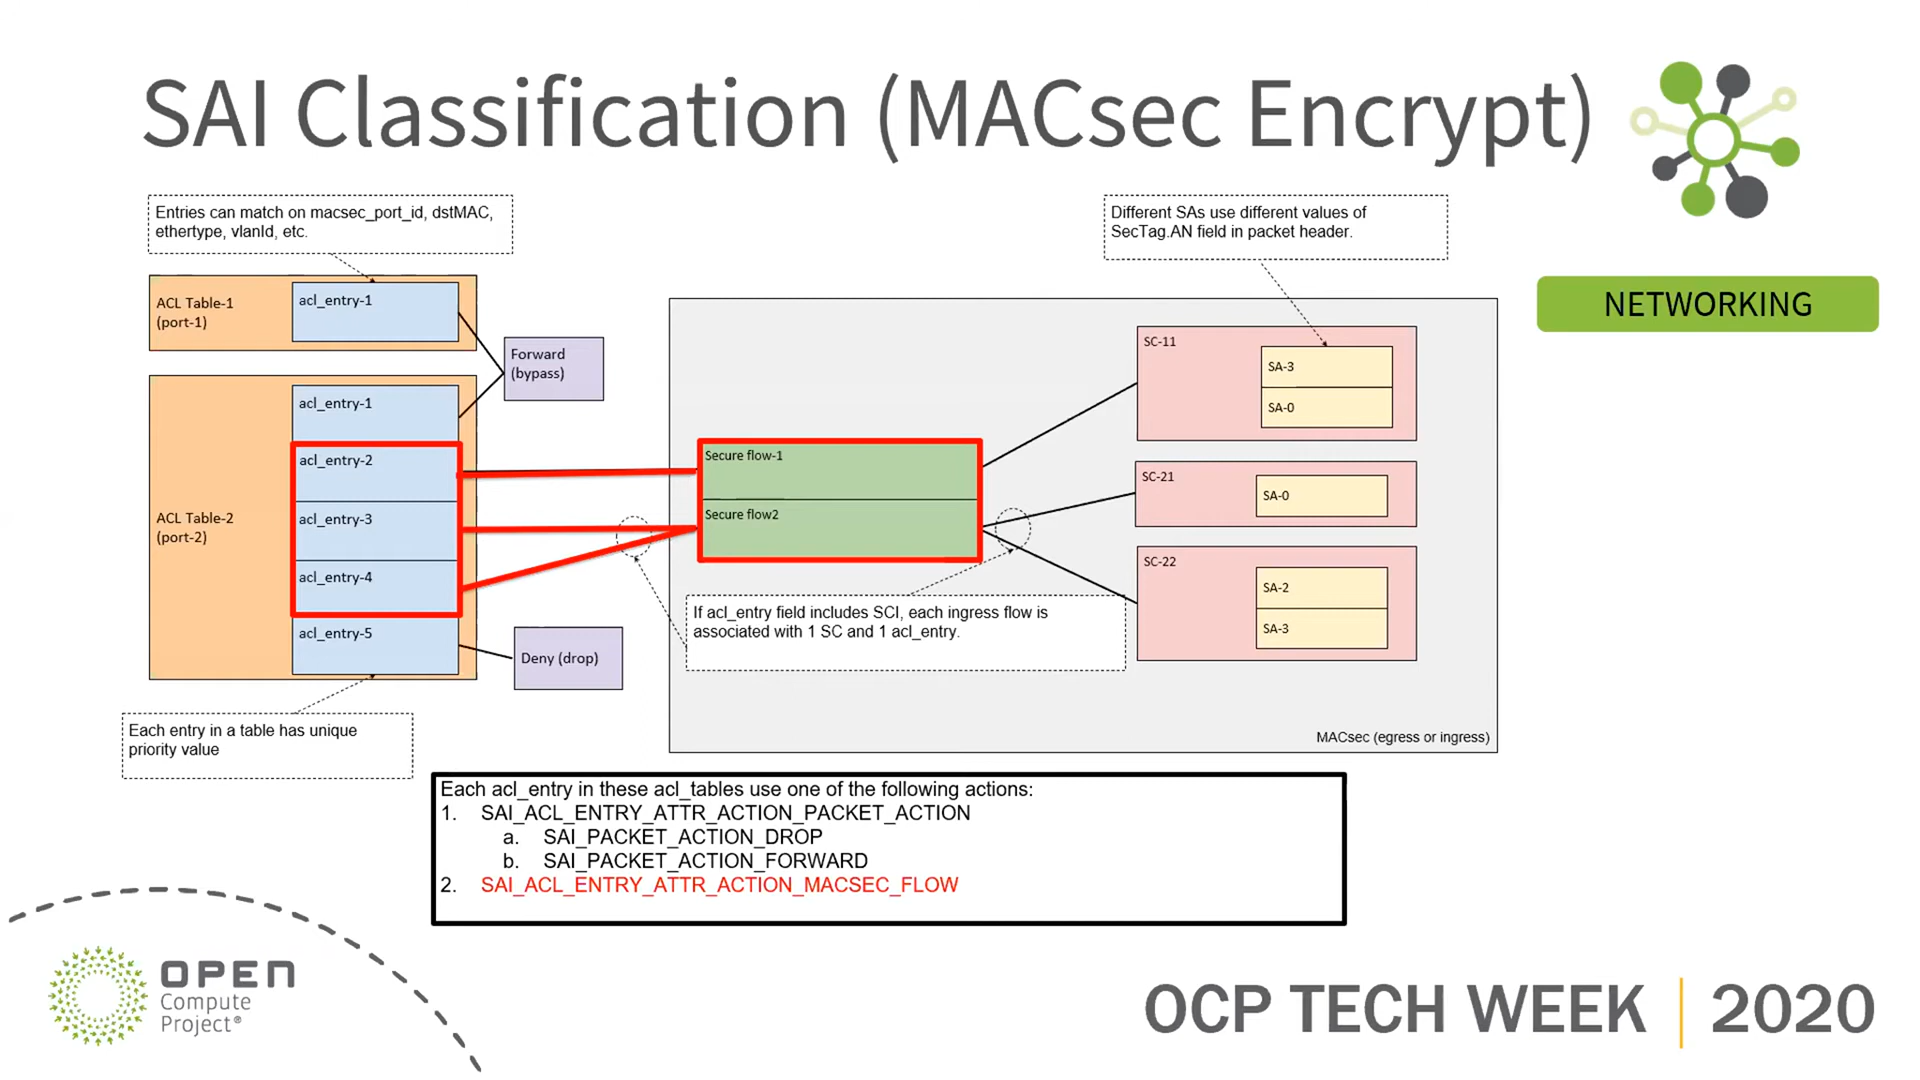 SAI Classification (MACsec Encrypt)
Entries can match on macsec_port_id, dstMAC,
ethertype, vlanId, etc.
Different SAs use different values of
SecTag.AN field in packet header.
NETWORKING
ACL Table-1
(port-1)
acl_entry-1
Forward
(bypass)
ACL Table-2
(port-2)
acl_entry-1
acl_entry-2
acl_entry-3
acl_entry-4
acl_entry-5
Deny (drop)
Secure flow-1
Secure flow2
SC-11
SA-3
SA-0
SC-21
SA-0
SC-22
SA-2
SA-3
If acl_entry field includes SCI, each ingress flow is
associated with 1 SC and 1 acl_entry.
MACsec (egress or ingress)
Each entry in a table has unique
priority value
Each acl_entry in these acl_tables use one of the following actions:
1. SAI_ACL_ENTRY_ATTR_ACTION_PACKET_ACTION
a. SAI_PACKET_ACTION_DROP
b. SAI_PACKET_ACTION_FORWARD
2. SAI_ACL_ENTRY_ATTR_ACTION_MACSEC_FLOW
OPEN
Compute
Project®
OCP TECH WEEK | 2020